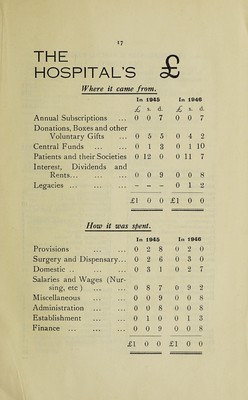 17
THE
HOSPITAL'S £
Where it came from.
In 1945 In 1946
£ s. d. £ s. d.
Annual Subscriptions ... 0 0 7 0 0 7
Donations, Boxes and other
Voluntary Gifts ... 0 5 5 0 4 2
Central Funds ... ... 0 1 3 0 1 10
Patients and their Societies 0 12 0 0 11 7
Interest, Dividends and
Rents... ... ... 0 0 9 0 0 8
Legacies ... ... ... - - - 0 1 2
£1 0 0 £1 0 0
How it was spent.
In 1945 In 1946
Provisions ... ... 0 2 8 0 2 0
Surgery and Dispensary... 0 2 6 0 3 0
Domestic .. ... ... 0 3 1 0 2 7
Salaries and Wages (Nur-
sing, etc) ... ... 0 8 7 0 9 2
Miscellaneous ... ... 0 0 9 0 0 8
Administration ... ... 0 0 8 0 0 8
Establishment ... ... 0 1 0 0 1 3
Finance ... ... ... 0 0 9 0 0 8
£1 0 0 £1 0 0